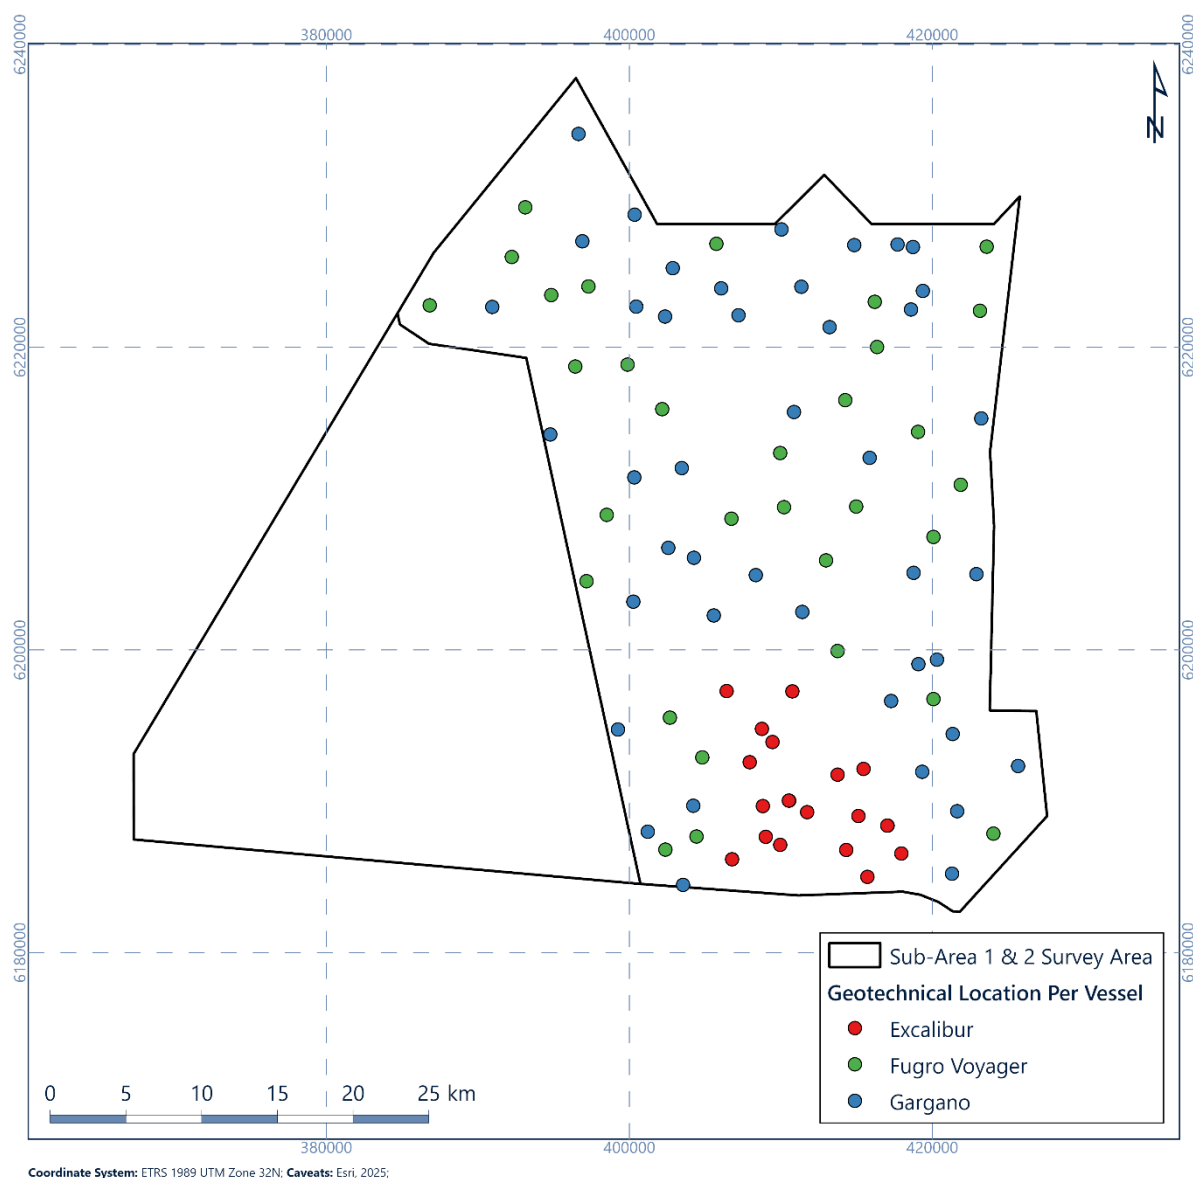 380000 400000 420000
6240000 6240000
N
6220000 6220000
6200000 6200000
6180000 6180000
Sub-Area 1 & 2 Survey Area
Geotechnical Location Per Vessel
Excalibur
Fugro Voyager
Gargano
0 5 10 15 20 25 km
380000 400000 420000
Coordinate System: ETRS 1989 UTM Zone 32N; Caveats: Esri, 2025;